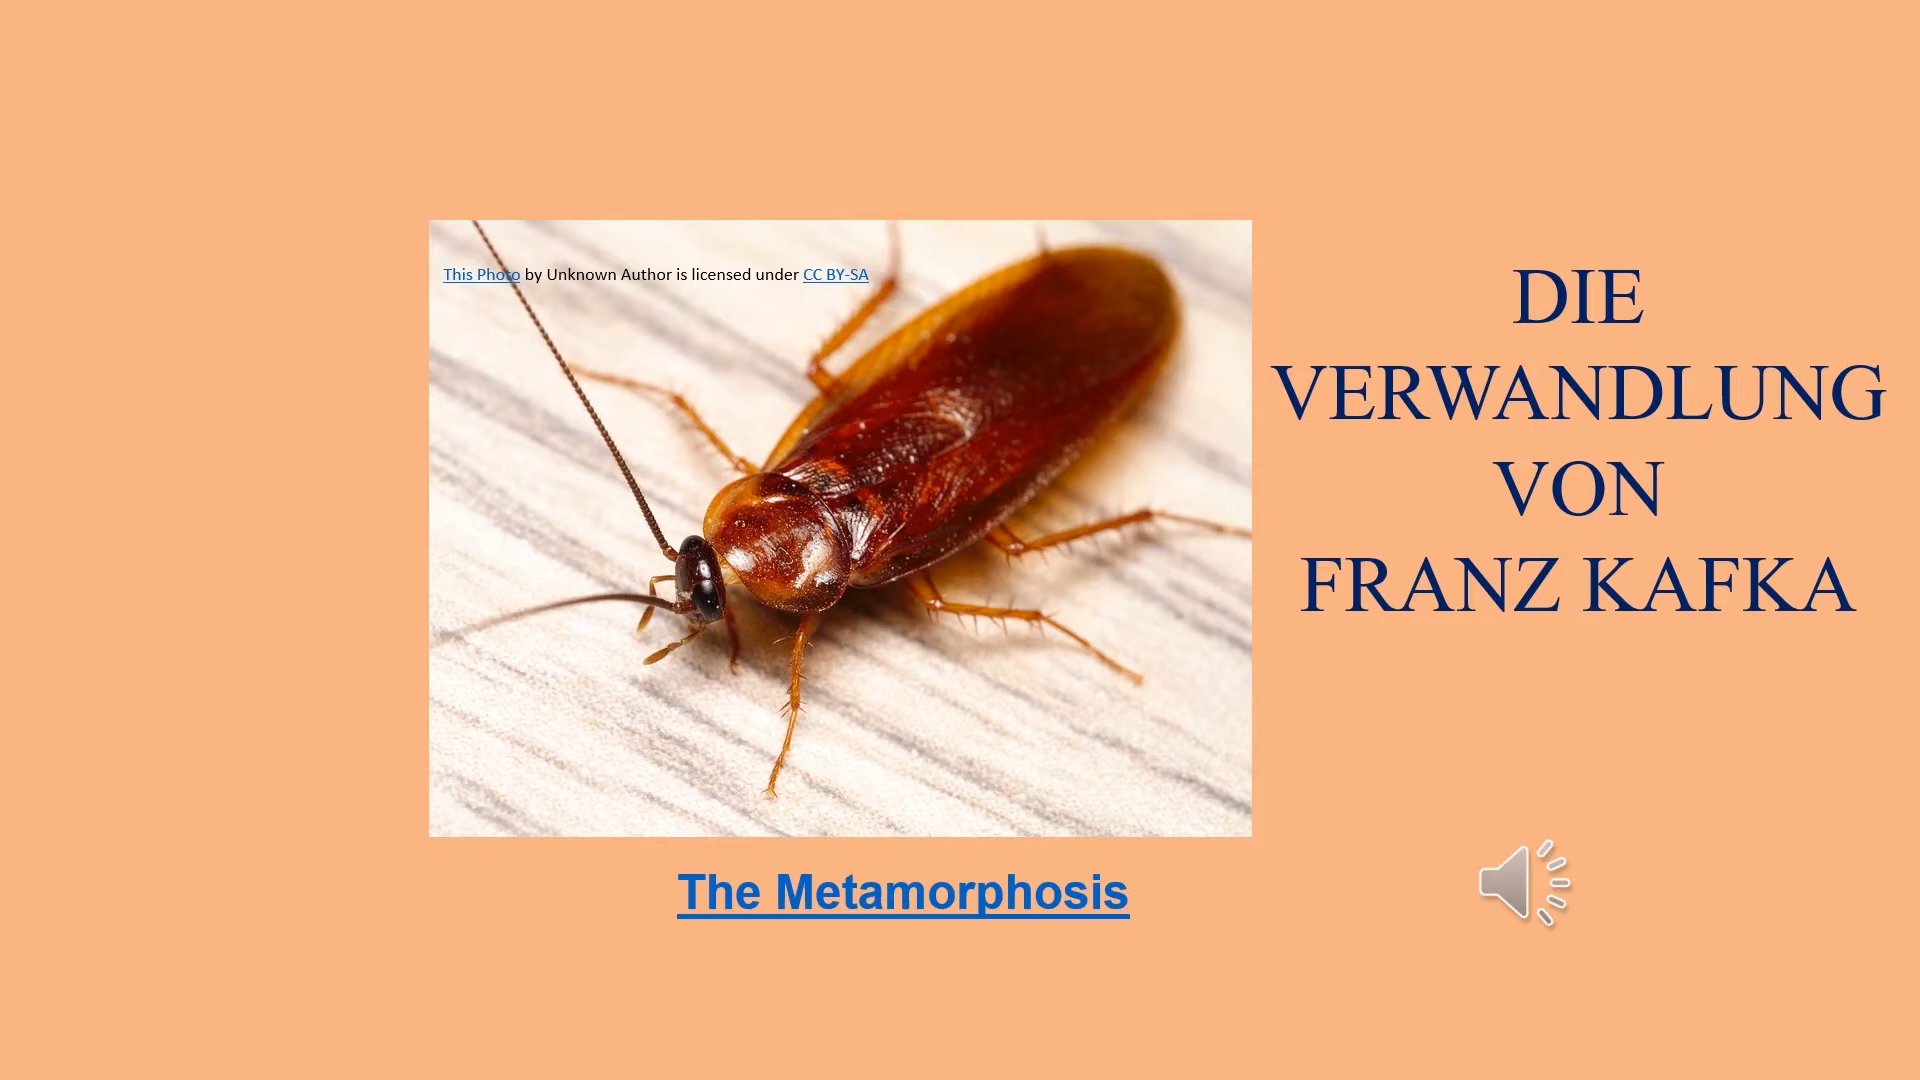 This Photo by Unknown Author is licensed under CC BY-SA
DIE
VERWANDLUNG
VON
FRANZ KAFKA
The Metamorphosis